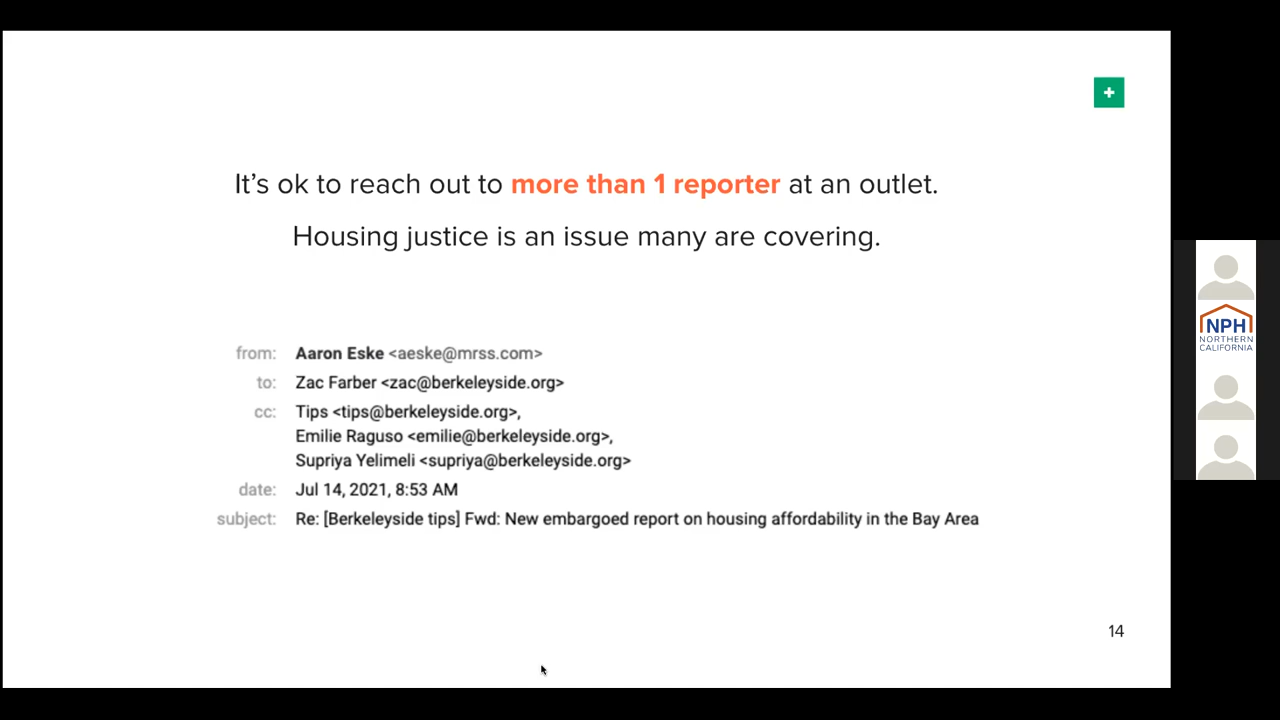 It's ok to reach out to more than 1 reporter at an outlet.
Housing justice is an issue many are covering.
from: Aaron Eske <aeske@mrss.com>
to: Zac Farber <zac@berkeleyside.org>
cc: Tips <tips@berkeleyside.org>,
Emilie Raguso <emilie@berkeleyside.org>,
Supriya Yelimeli <supriya@berkeleyside.org>
date: Jul 14, 2021, 8:53 AM
subject: Re: [Berkeleyside tips] Fwd: New embargoed report on housing affordability in the Bay Area
14
NPH
NORTHERN
CALIFORNIA